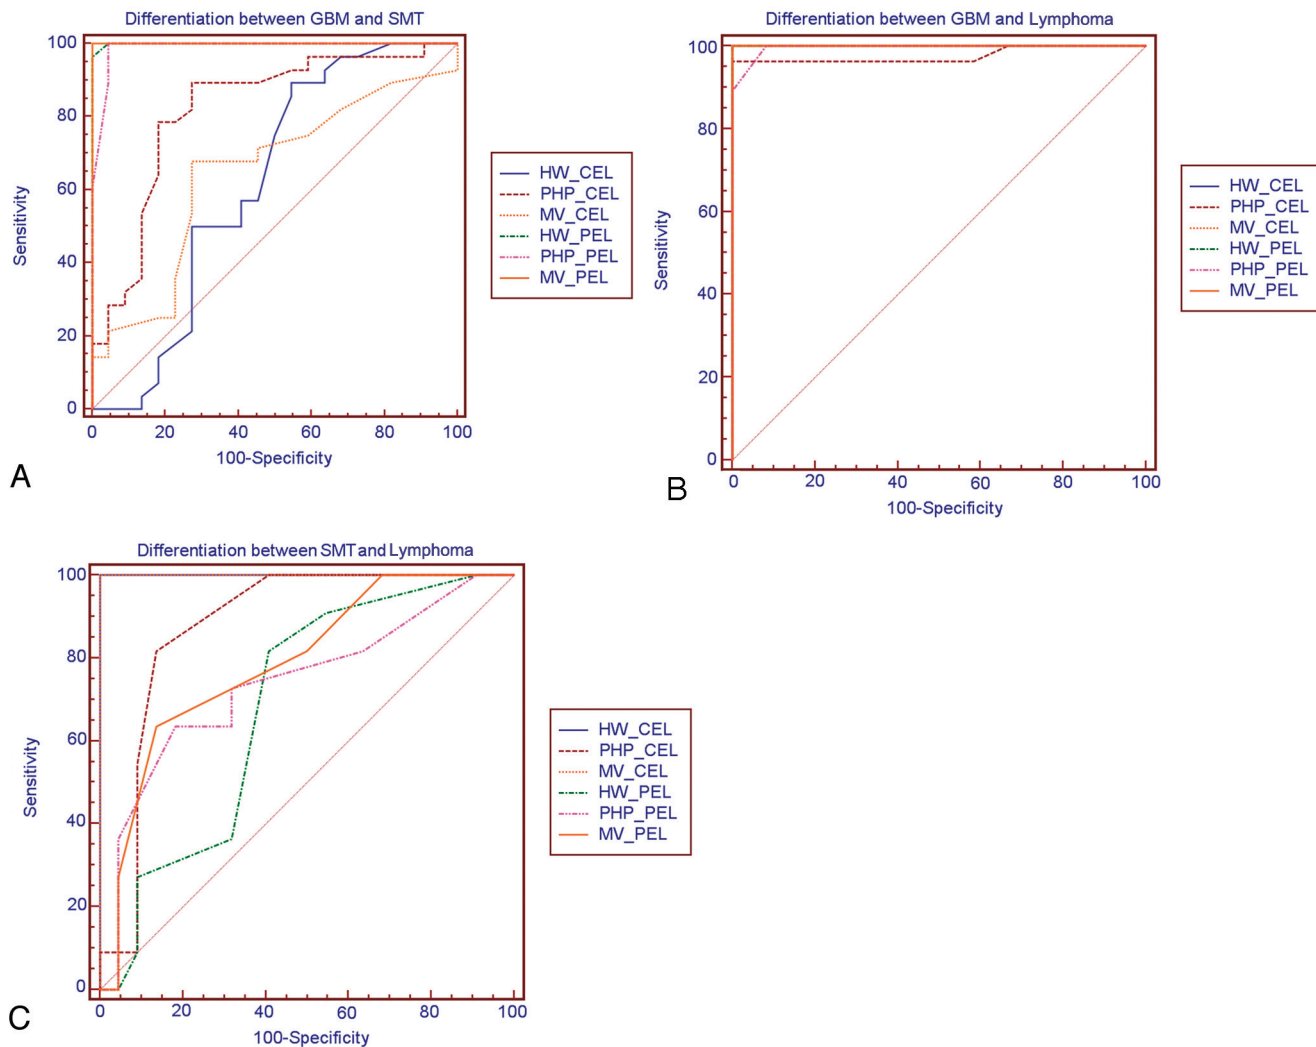 Differentiation between GBM and SMT
100
80
60
40
20
0
Sensitivity
0 20 40 60 80 100
100-Specificity
HW_CEL
PHP_CEL
MV_CEL
HW_PEL
PHP_PEL
MV_PEL
A
Differentiation between GBM and Lymphoma
100
80
60
40
20
0
Sensitivity
0 20 40 60 80 100
100-Specificity
HW_CEL
PHP_CEL
MV_CEL
HW_PEL
PHP_PEL
MV_PEL
B
Differentiation between SMT and Lymphoma
100
80
60
40
20
0
Sensitivity
0 20 40 60 80 100
100-Specificity
HW_CEL
PHP_CEL
MV_CEL
HW_PEL
PHP_PEL
MV_PEL
C